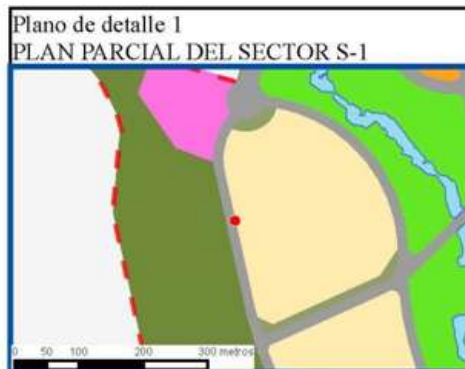 Plano de detalle 1
PLAN PARCIAL DEL SECTOR S-1
0 50 100 200 300 metros